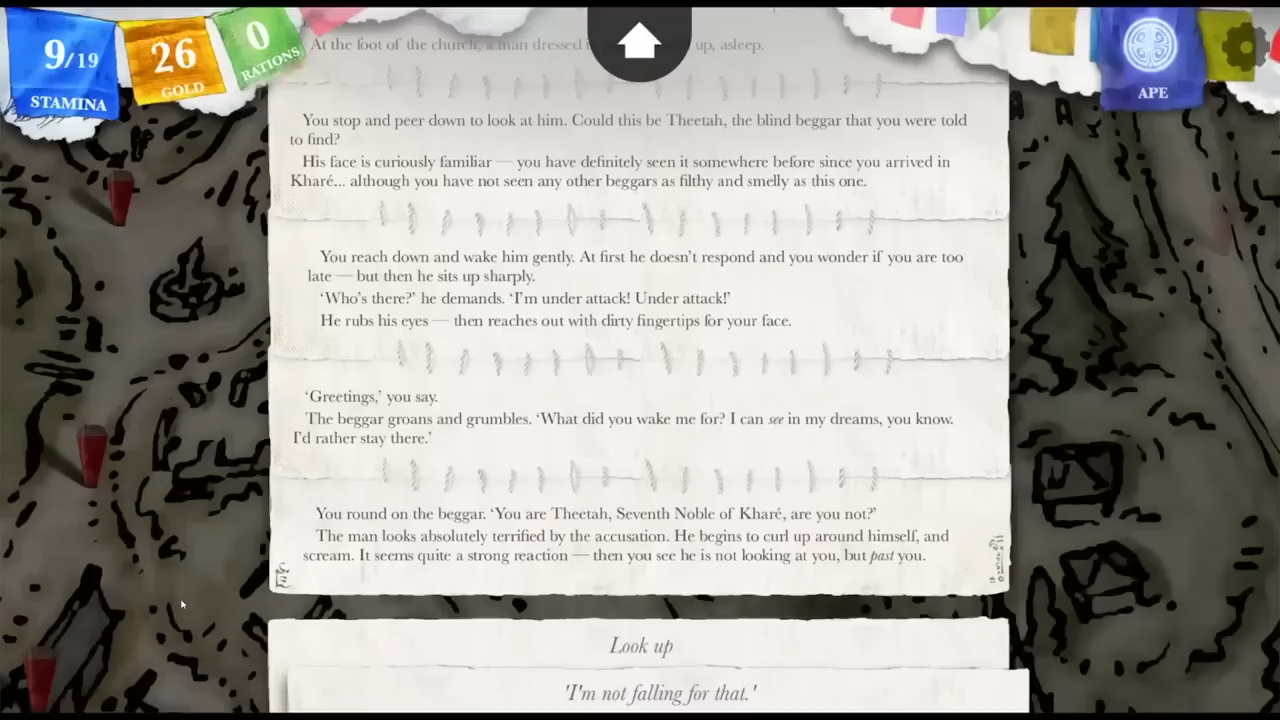 9/19
STAMINA
26
GOLD
0
RATIONS
APE
At the foot of the church, a man dressed i up, asleep.
You stop and peer down to look at him. Could this be Theetah, the blind beggar that you were told
to find?
His face is curiously familiar — you have definitely seen it somewhere before since you arrived in
Kharé... although you have not seen any other beggars as filthy and smelly as this one.
You reach down and wake him gently. At first he doesn’t respond and you wonder if you are too
late — but then he sits up sharply.
‘Who’s there?’ he demands. ‘I’m under attack! Under attack!’
He rubs his eyes — then reaches out with dirty fingertips for your face.
‘Greetings,’ you say.
The beggar groans and grumbles. ‘What did you wake me for? I can see in my dreams, you know.
I’d rather stay there.’
You round on the beggar. ‘You are Theetah, Seventh Noble of Kharé, are you not?’
The man looks absolutely terrified by the accusation. He begins to curl up around himself, and
scream. It seems quite a strong reaction — then you see he is not looking at you, but past you.
Look up
'I'm not falling for that.'